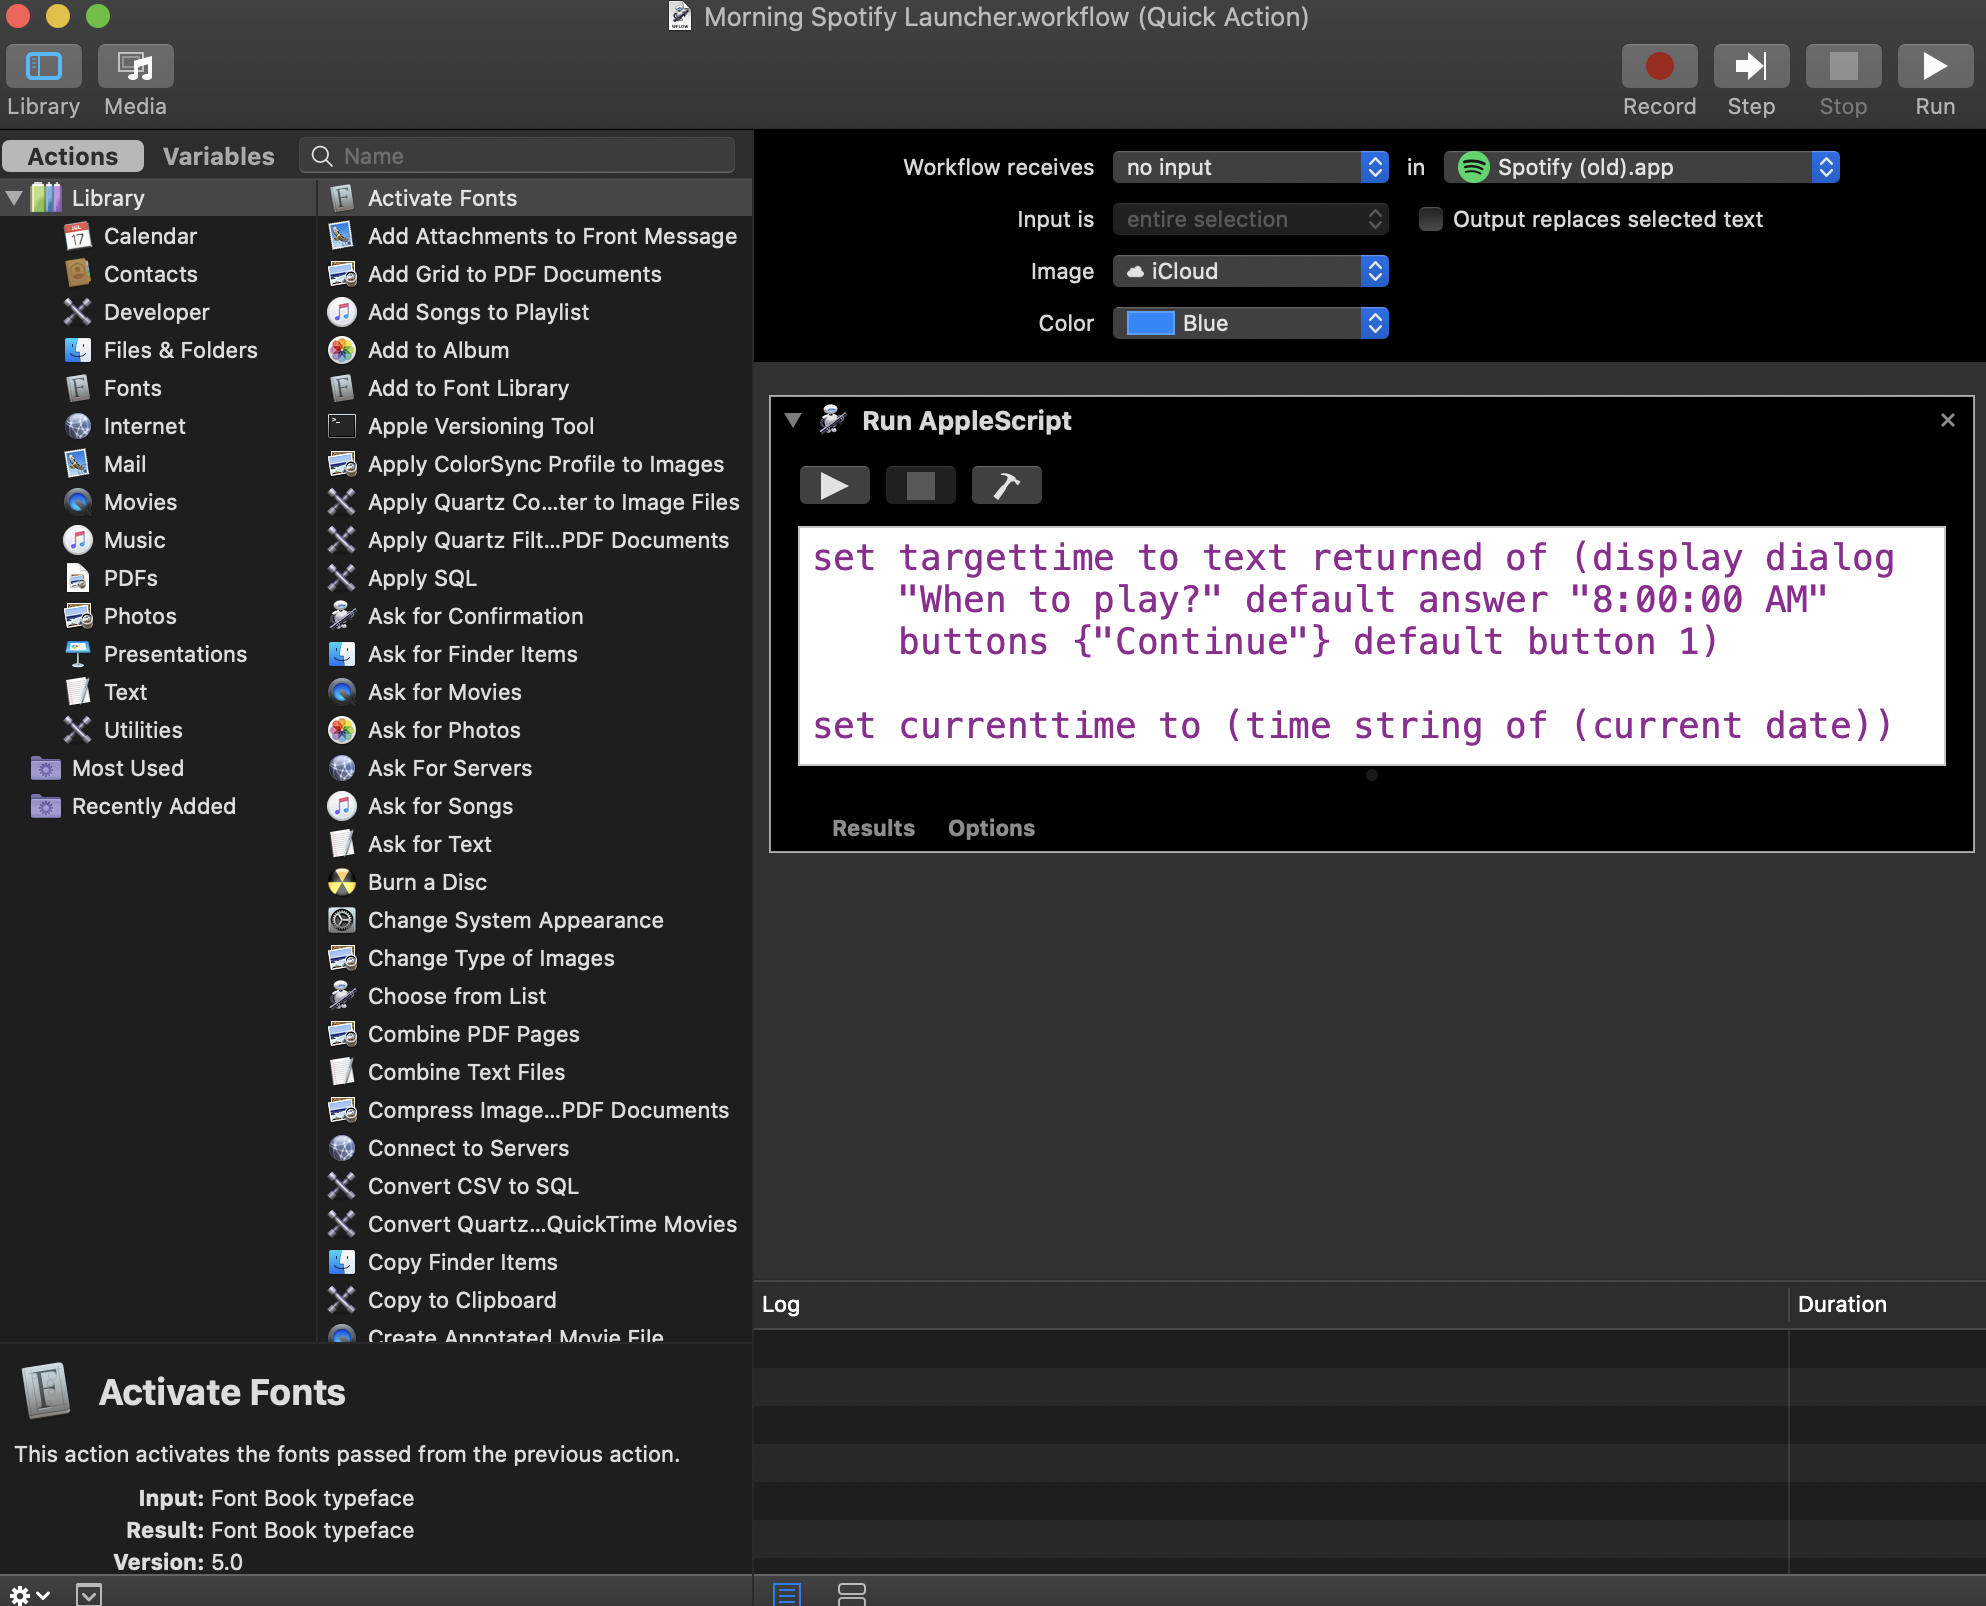 Morning Spotify Launcher.workflow (Quick Action)
Library
Media
Record
Step
Stop
Run
Actions
Variables
Name
Library
Calendar
Contacts
Developer
Files & Folders
Fonts
Internet
Mail
Movies
Music
PDFs
Photos
Presentations
Text
Utilities
Most Used
Recently Added
Activate Fonts
Add Attachments to Front Message
Add Grid to PDF Documents
Add Songs to Playlist
Add to Album
Add to Font Library
Apple Versioning Tool
Apply ColorSync Profile to Images
Apply Quartz Co...ter to Image Files
Apply Quartz Filt...PDF Documents
Apply SQL
Ask for Confirmation
Ask for Finder Items
Ask for Movies
Ask for Photos
Ask For Servers
Ask for Songs
Ask for Text
Burn a Disc
Change System Appearance
Change Type of Images
Choose from List
Combine PDF Pages
Combine Text Files
Compress Image...PDF Documents
Connect to Servers
Convert CSV to SQL
Convert Quartz...QuickTime Movies
Copy Finder Items
Copy to Clipboard
Create Annotated Movie File
Activate Fonts
This action activates the fonts passed from the previous action.
Input: Font Book typeface
Result: Font Book typeface
Version: 5.0
Workflow receives no input in Spotify (old).app
Input is entire selection Output replaces selected text
Image iCloud
Color Blue
Run AppleScript
set targettime to text returned of (display dialog
"When to play?" default answer "8:00:00 AM"
buttons {"Continue"} default button 1)
set currenttime to (time string of (current date))
Results Options
Log Duration